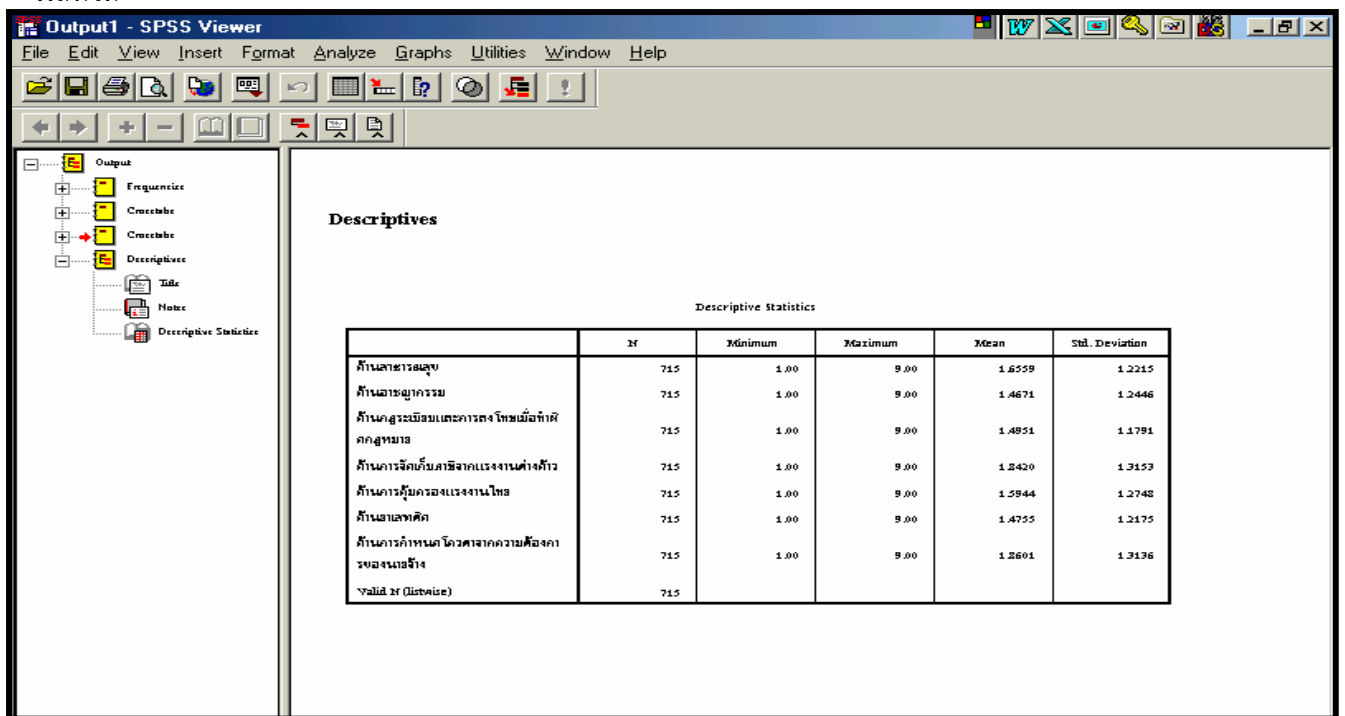 Output1 - SPSS Viewer
File Edit View Insert Format Analyze Graphs Utilities Window Help
Output
Frequencies
Crosstabs
Crosstabs
Descriptives
Title
Notes
Descriptive Statistics
Descriptives
Descriptive Statistics
N Minimum Maximum Mean Std. Deviation
ด้านสาธารณสุข 715 1.00 9.00 1.6559 1.2215
ด้านอาชญากรรม 715 1.00 9.00 1.4671 1.2446
ด้านกฎระเบียบและการลงโทษเมื่อทำผิ
ดกฎหมาย 715 1.00 9.00 1.4951 1.1791
ด้านการจัดเก็บภาษีจากแรงงานต่างด้าว 715 1.00 9.00 1.8420 1.3153
ด้านการคุ้มครองแรงงานไทย 715 1.00 9.00 1.5944 1.2748
ด้านยาเสพติด 715 1.00 9.00 1.4755 1.2175
ด้านการกำหนดโควตาจากความต้องกา
รของนายจ้าง 715 1.00 9.00 1.8601 1.3136
Valid N (listwise) 715